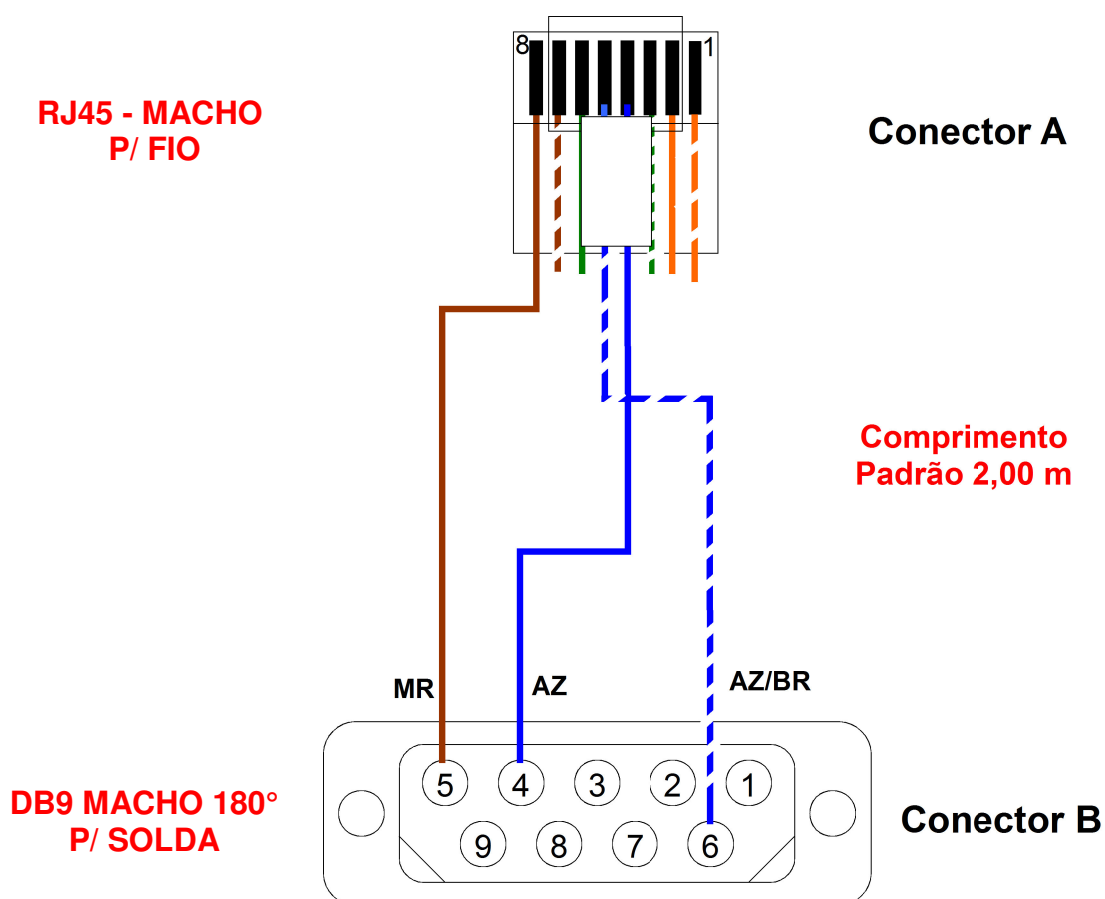 8
1
RJ45 - MACHO
P/ FIO
Conector A
Comprimento
Padrão 2,00 m
MR
AZ
AZ/BR
5
4
3
2
1
9
8
7
6
DB9 MACHO 180°
P/ SOLDA
Conector B